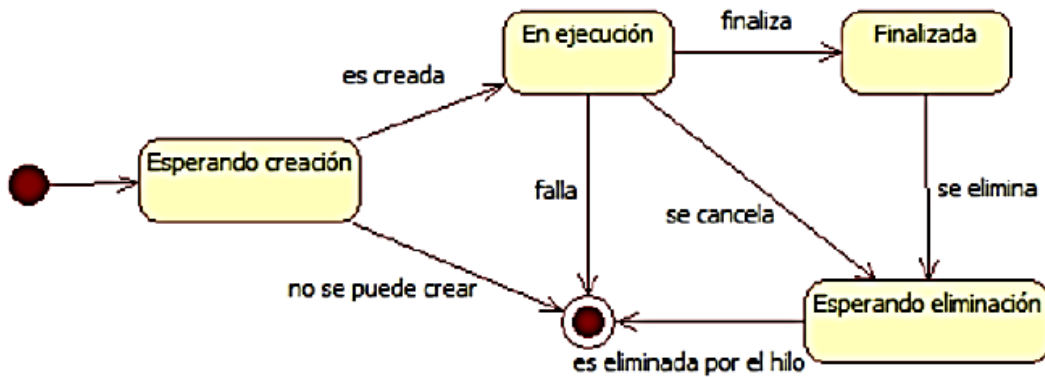 En ejecución
finaliza
Finalizada
es creada
Esperando creación
falla
se cancela
se elimina
no se puede crear
Esperando eliminación
es eliminada por el hilo